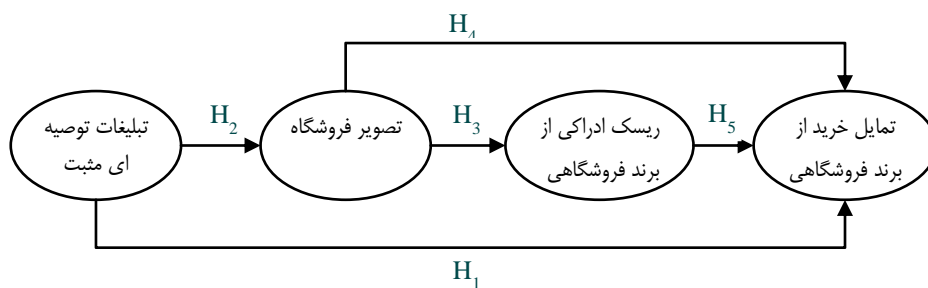 H₄
تبلیغات توصیه
ای مثبت
H₂
تصویر فروشگاه
H₃
ریسک ادراکی از
برند فروشگاهی
H₅
تمایل خرید از
برند فروشگاهی
H₁